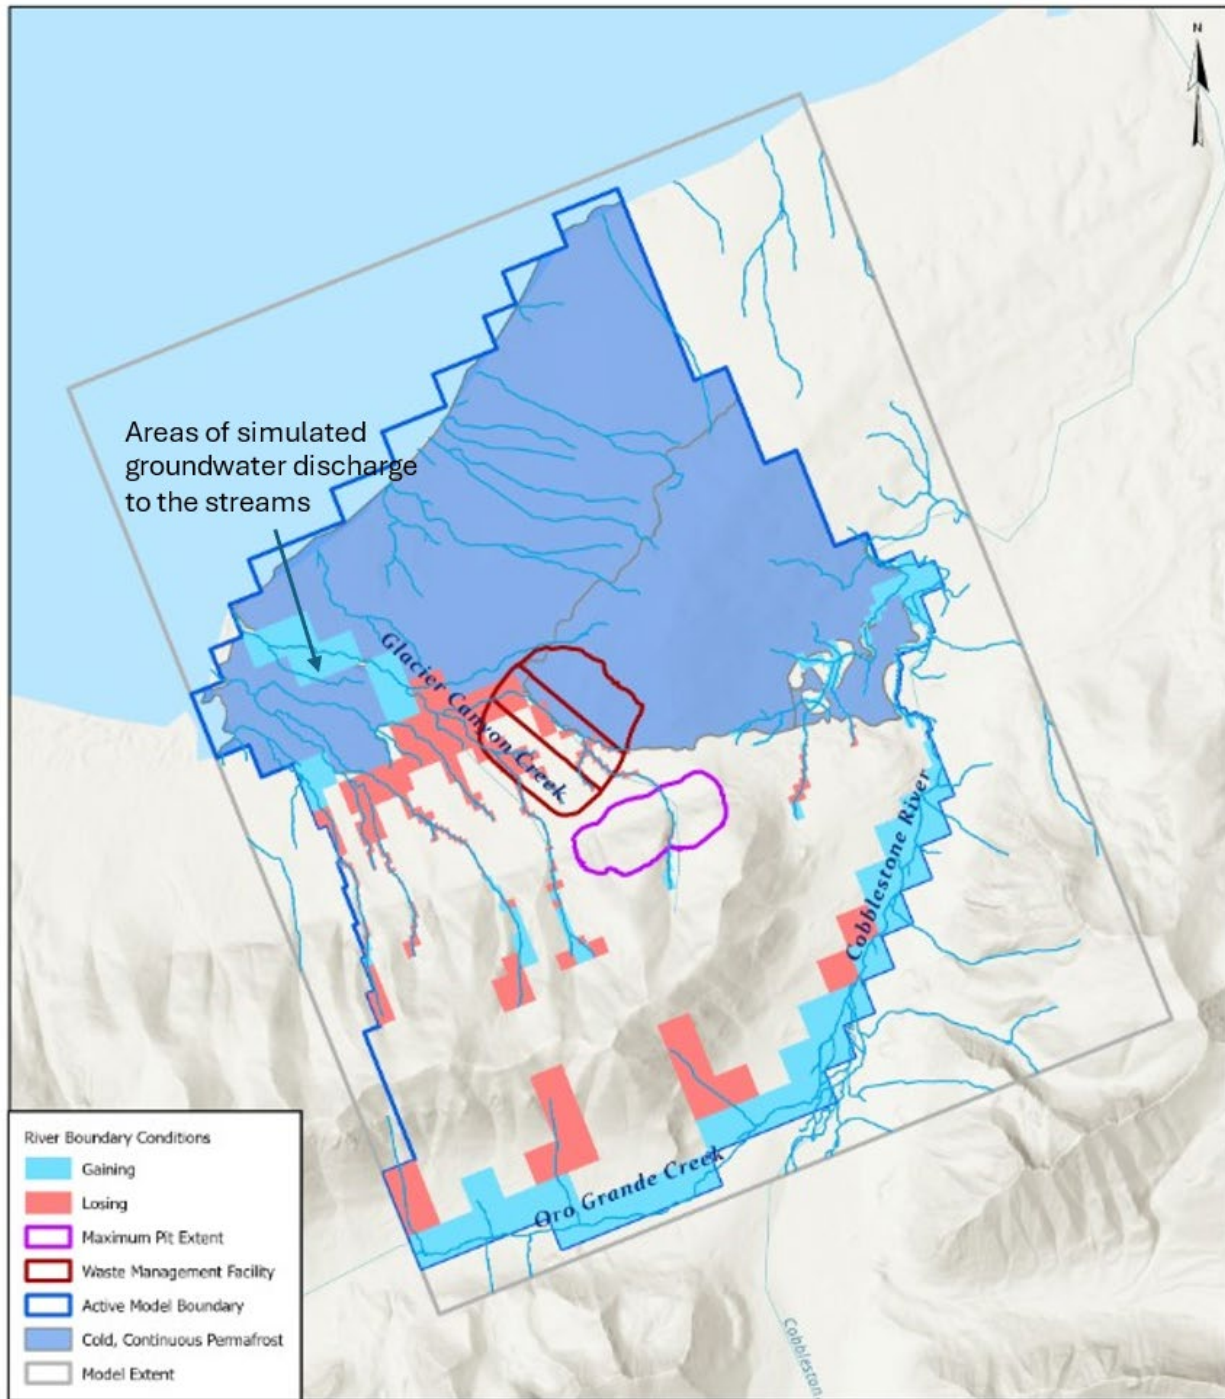 N
Areas of simulated
groundwater discharge
to the streams
Glacier Canyon Creek
Cobblestone River
Oro Grande Creek
Cobbleston
River Boundary Conditions
Gaining
Losing
Maximum Pit Extent
Waste Management Facility
Active Model Boundary
Cold, Continuous Permafrost
Model Extent